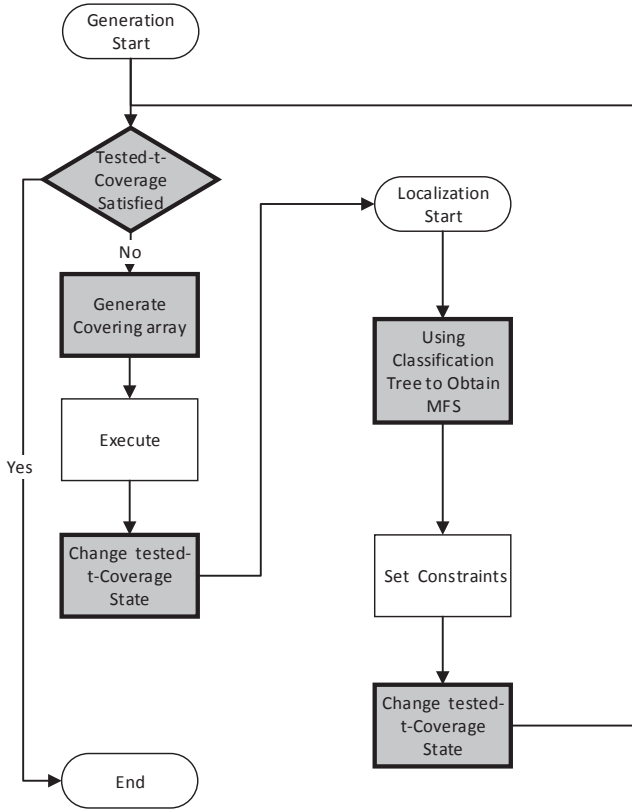 Generation
Start
Tested-t-
Coverage
Satisfied
No
Generate
Covering array
Execute
Yes
Change tested-
t-Coverage
State
End
Localization
Start
Using
Classification
Tree to Obtain
MFS
Set Constraints
Change tested-
t-Coverage
State